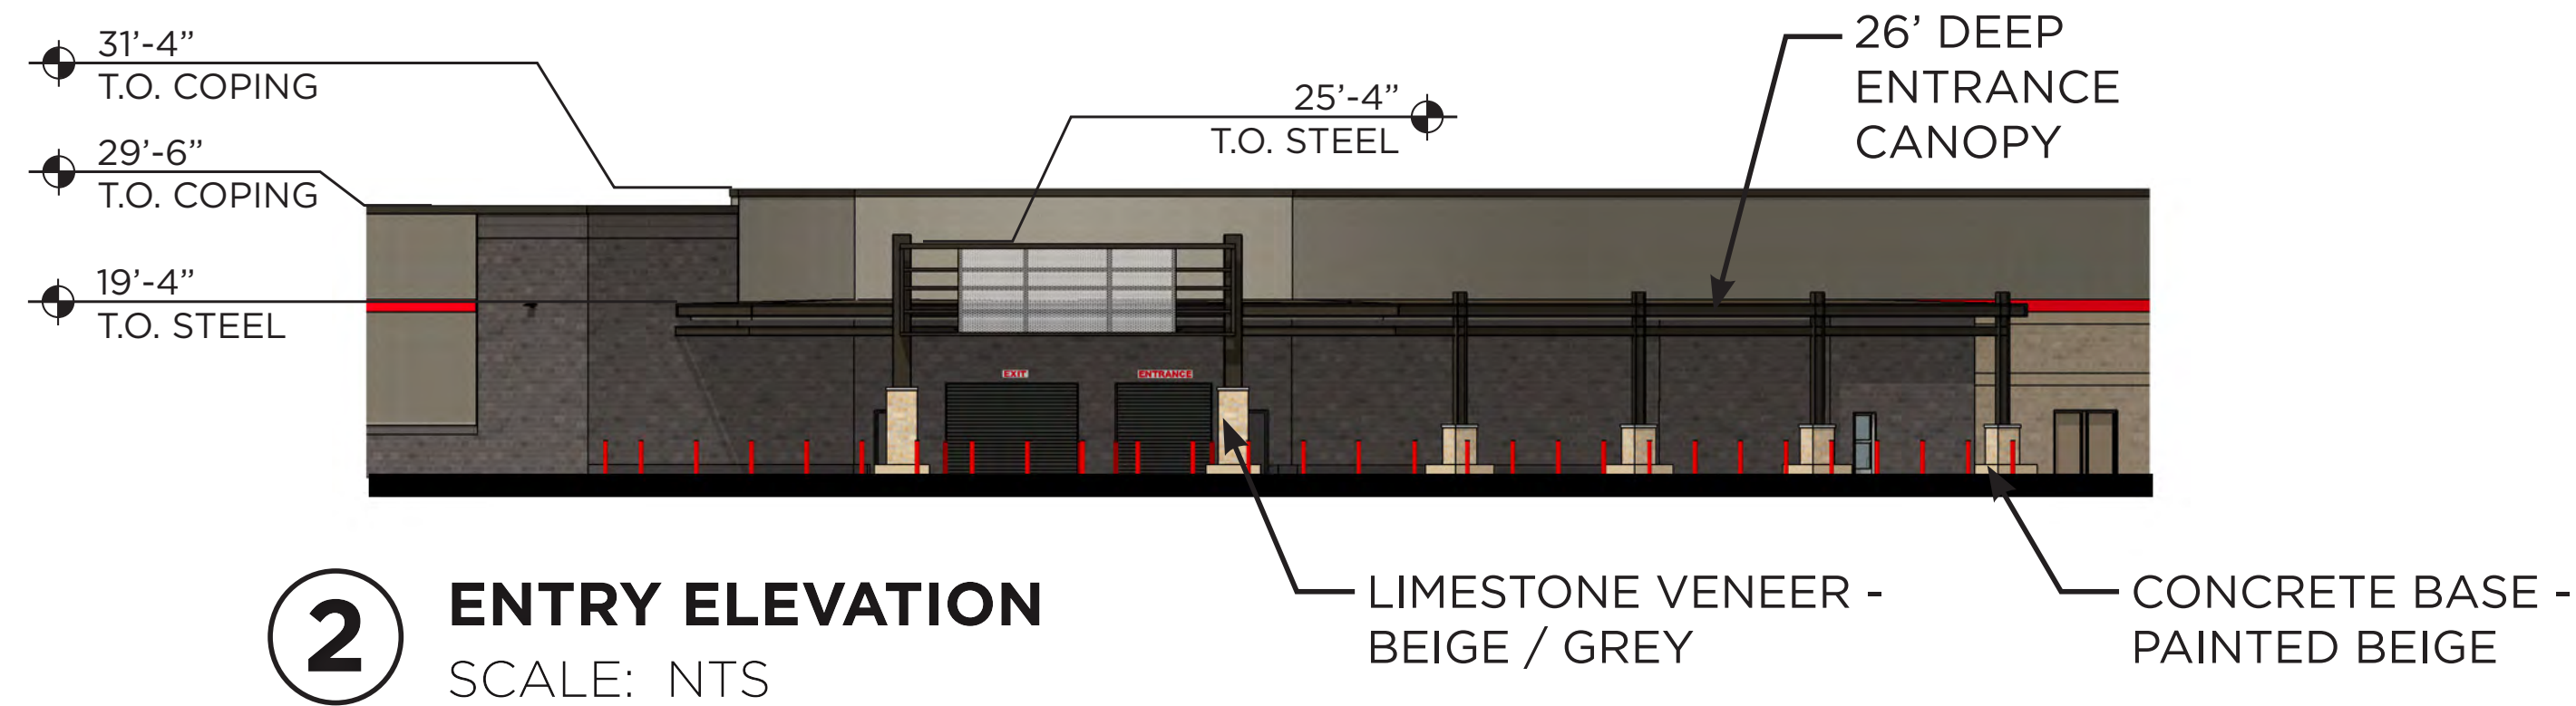 31’-4”
T.O. COPING
29’-6”
T.O. COPING
19’-4”
T.O. STEEL
25’-4”
T.O. STEEL
26’ DEEP
ENTRANCE
CANOPY
EXIT
ENTRANCE
LIMESTONE VENEER -
BEIGE / GREY
CONCRETE BASE -
PAINTED BEIGE
2
ENTRY ELEVATION
SCALE: NTS